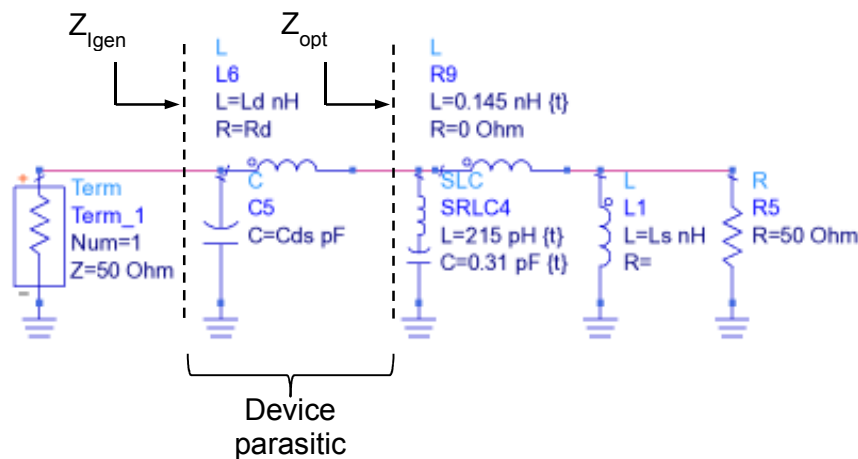 Z_Igen
Z_opt
L
L6
L=Ld nH
R=Rd
L
R9
L=0.145 nH {t}
R=0 Ohm
+
Term
Term_1
Num=1
Z=50 Ohm
-
C
C5
C=Cds pF
SLC
SRLC4
L=215 pH {t}
C=0.31 pF {t}
L
L1
L=Ls nH
R=
R
R5
R=50 Ohm
Device
parasitic